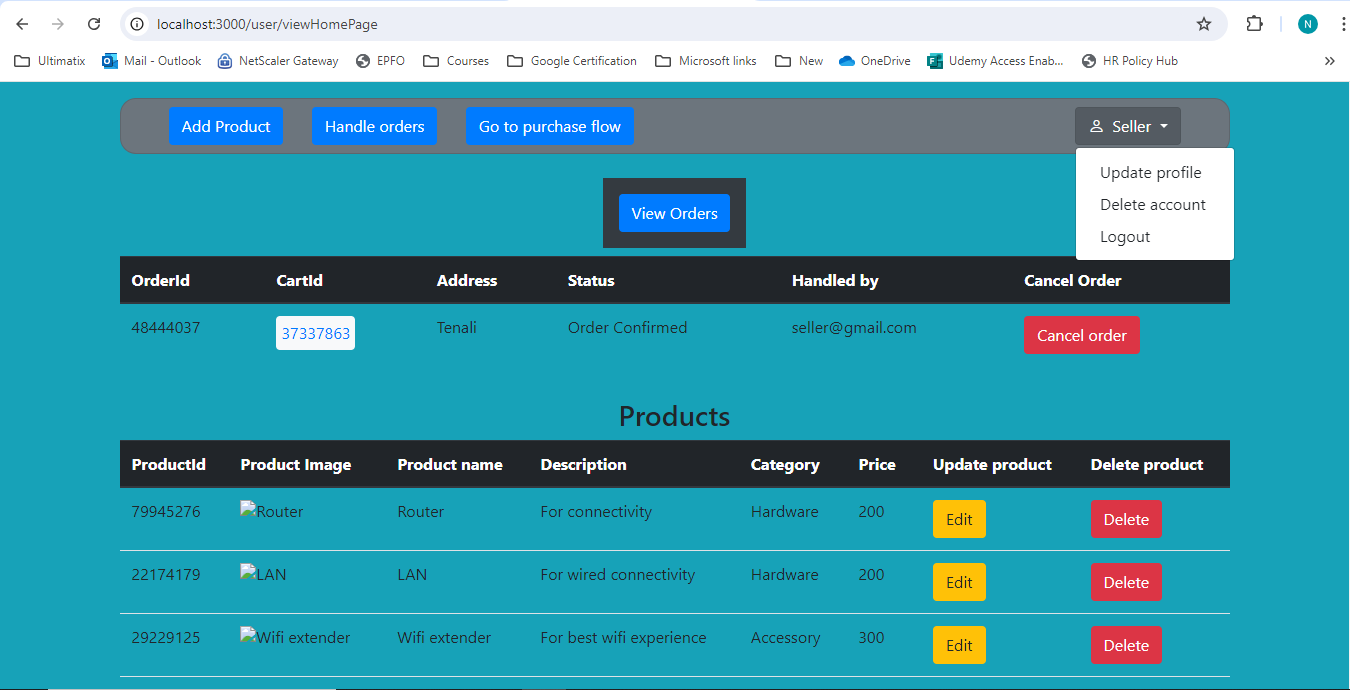 localhost:3000/user/viewHomePage
N
Ultimatix Mail - Outlook NetScaler Gateway EPFO Courses Google Certification Microsoft links New OneDrive Udemy Access Enab... HR Policy Hub »
Add Product Handle orders Go to purchase flow Seller
Update profile
Delete account
Logout
View Orders
OrderId CartId Address Status Handled by Cancel Order
48444037 37337863 Tenali Order Confirmed seller@gmail.com Cancel order
Products
ProductId Product Image Product name Description Category Price Update product Delete product
79945276 Router Router For connectivity Hardware 200 Edit Delete
22174179 LAN LAN For wired connectivity Hardware 200 Edit Delete
29229125 Wifi extender Wifi extender For best wifi experience Accessory 300 Edit Delete